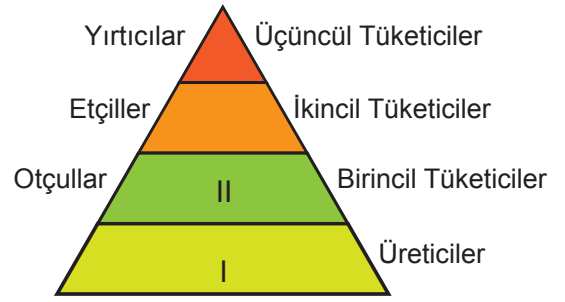 Yırtıcılar Üçüncül Tüketiciler
Etçiller İkincil Tüketiciler
Otçullar II Birincil Tüketiciler
I Üreticiler